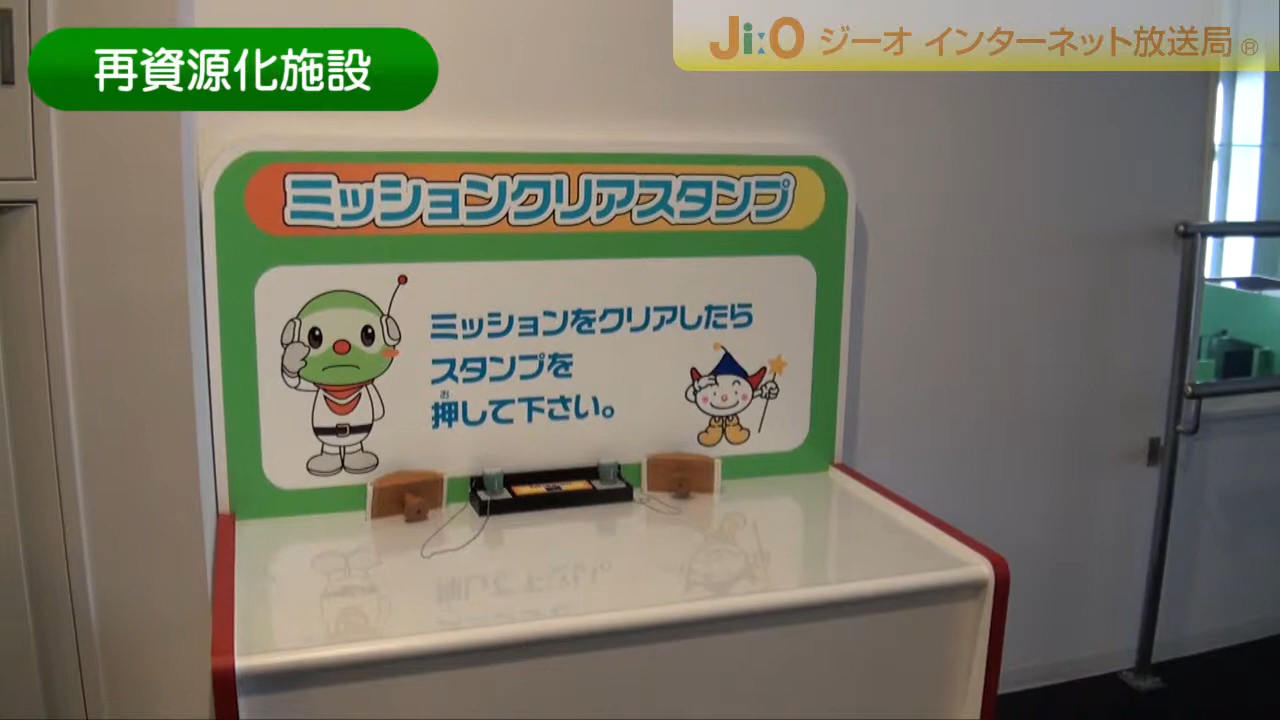 再資源化施設
Ji:O ジーオ インターネット放送局 ®
ミッションクリアスタンプ
ミッションをクリアしたら
スタンプを
お
押して下さい。